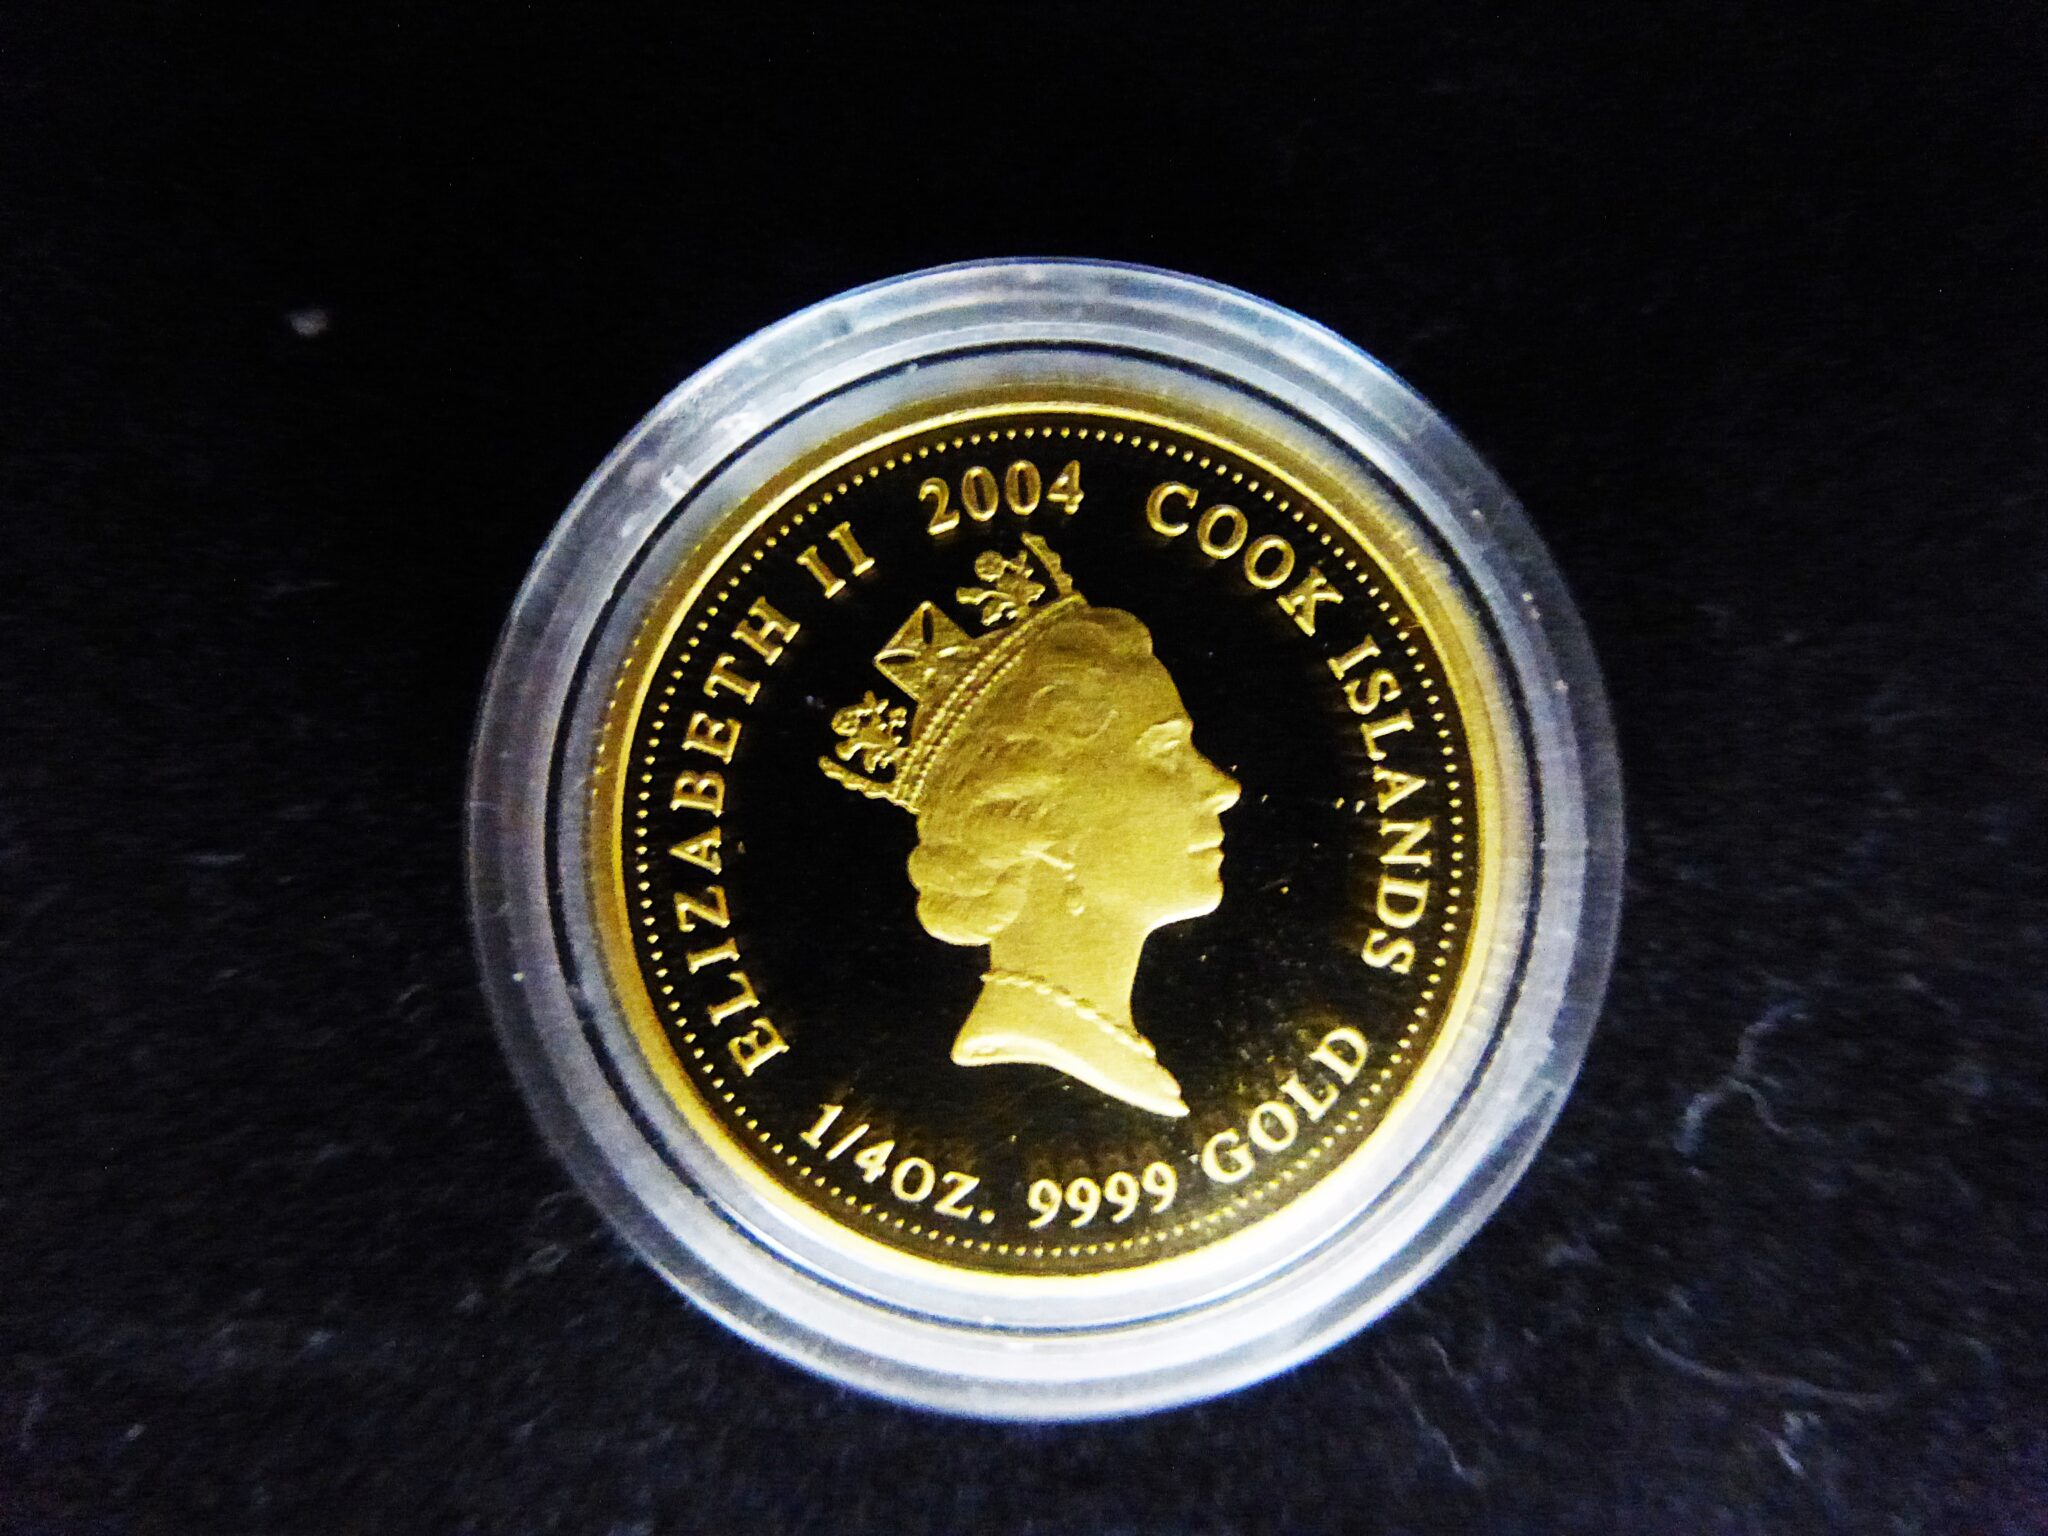 ELIZABETH II 2004 COOK ISLANDS
1/4OZ. 9999 GOLD